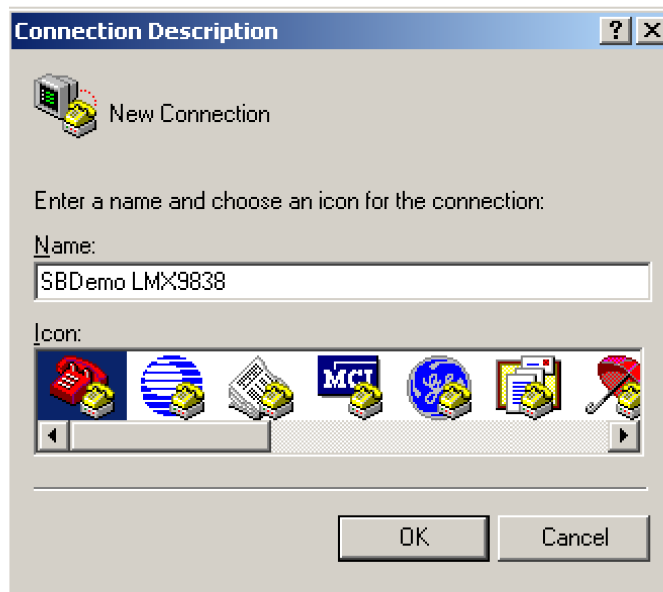 Connection Description
New Connection
Enter a name and choose an icon for the connection:
Name:
SBDemo LMX9838
Icon:
MCI
OK
Cancel